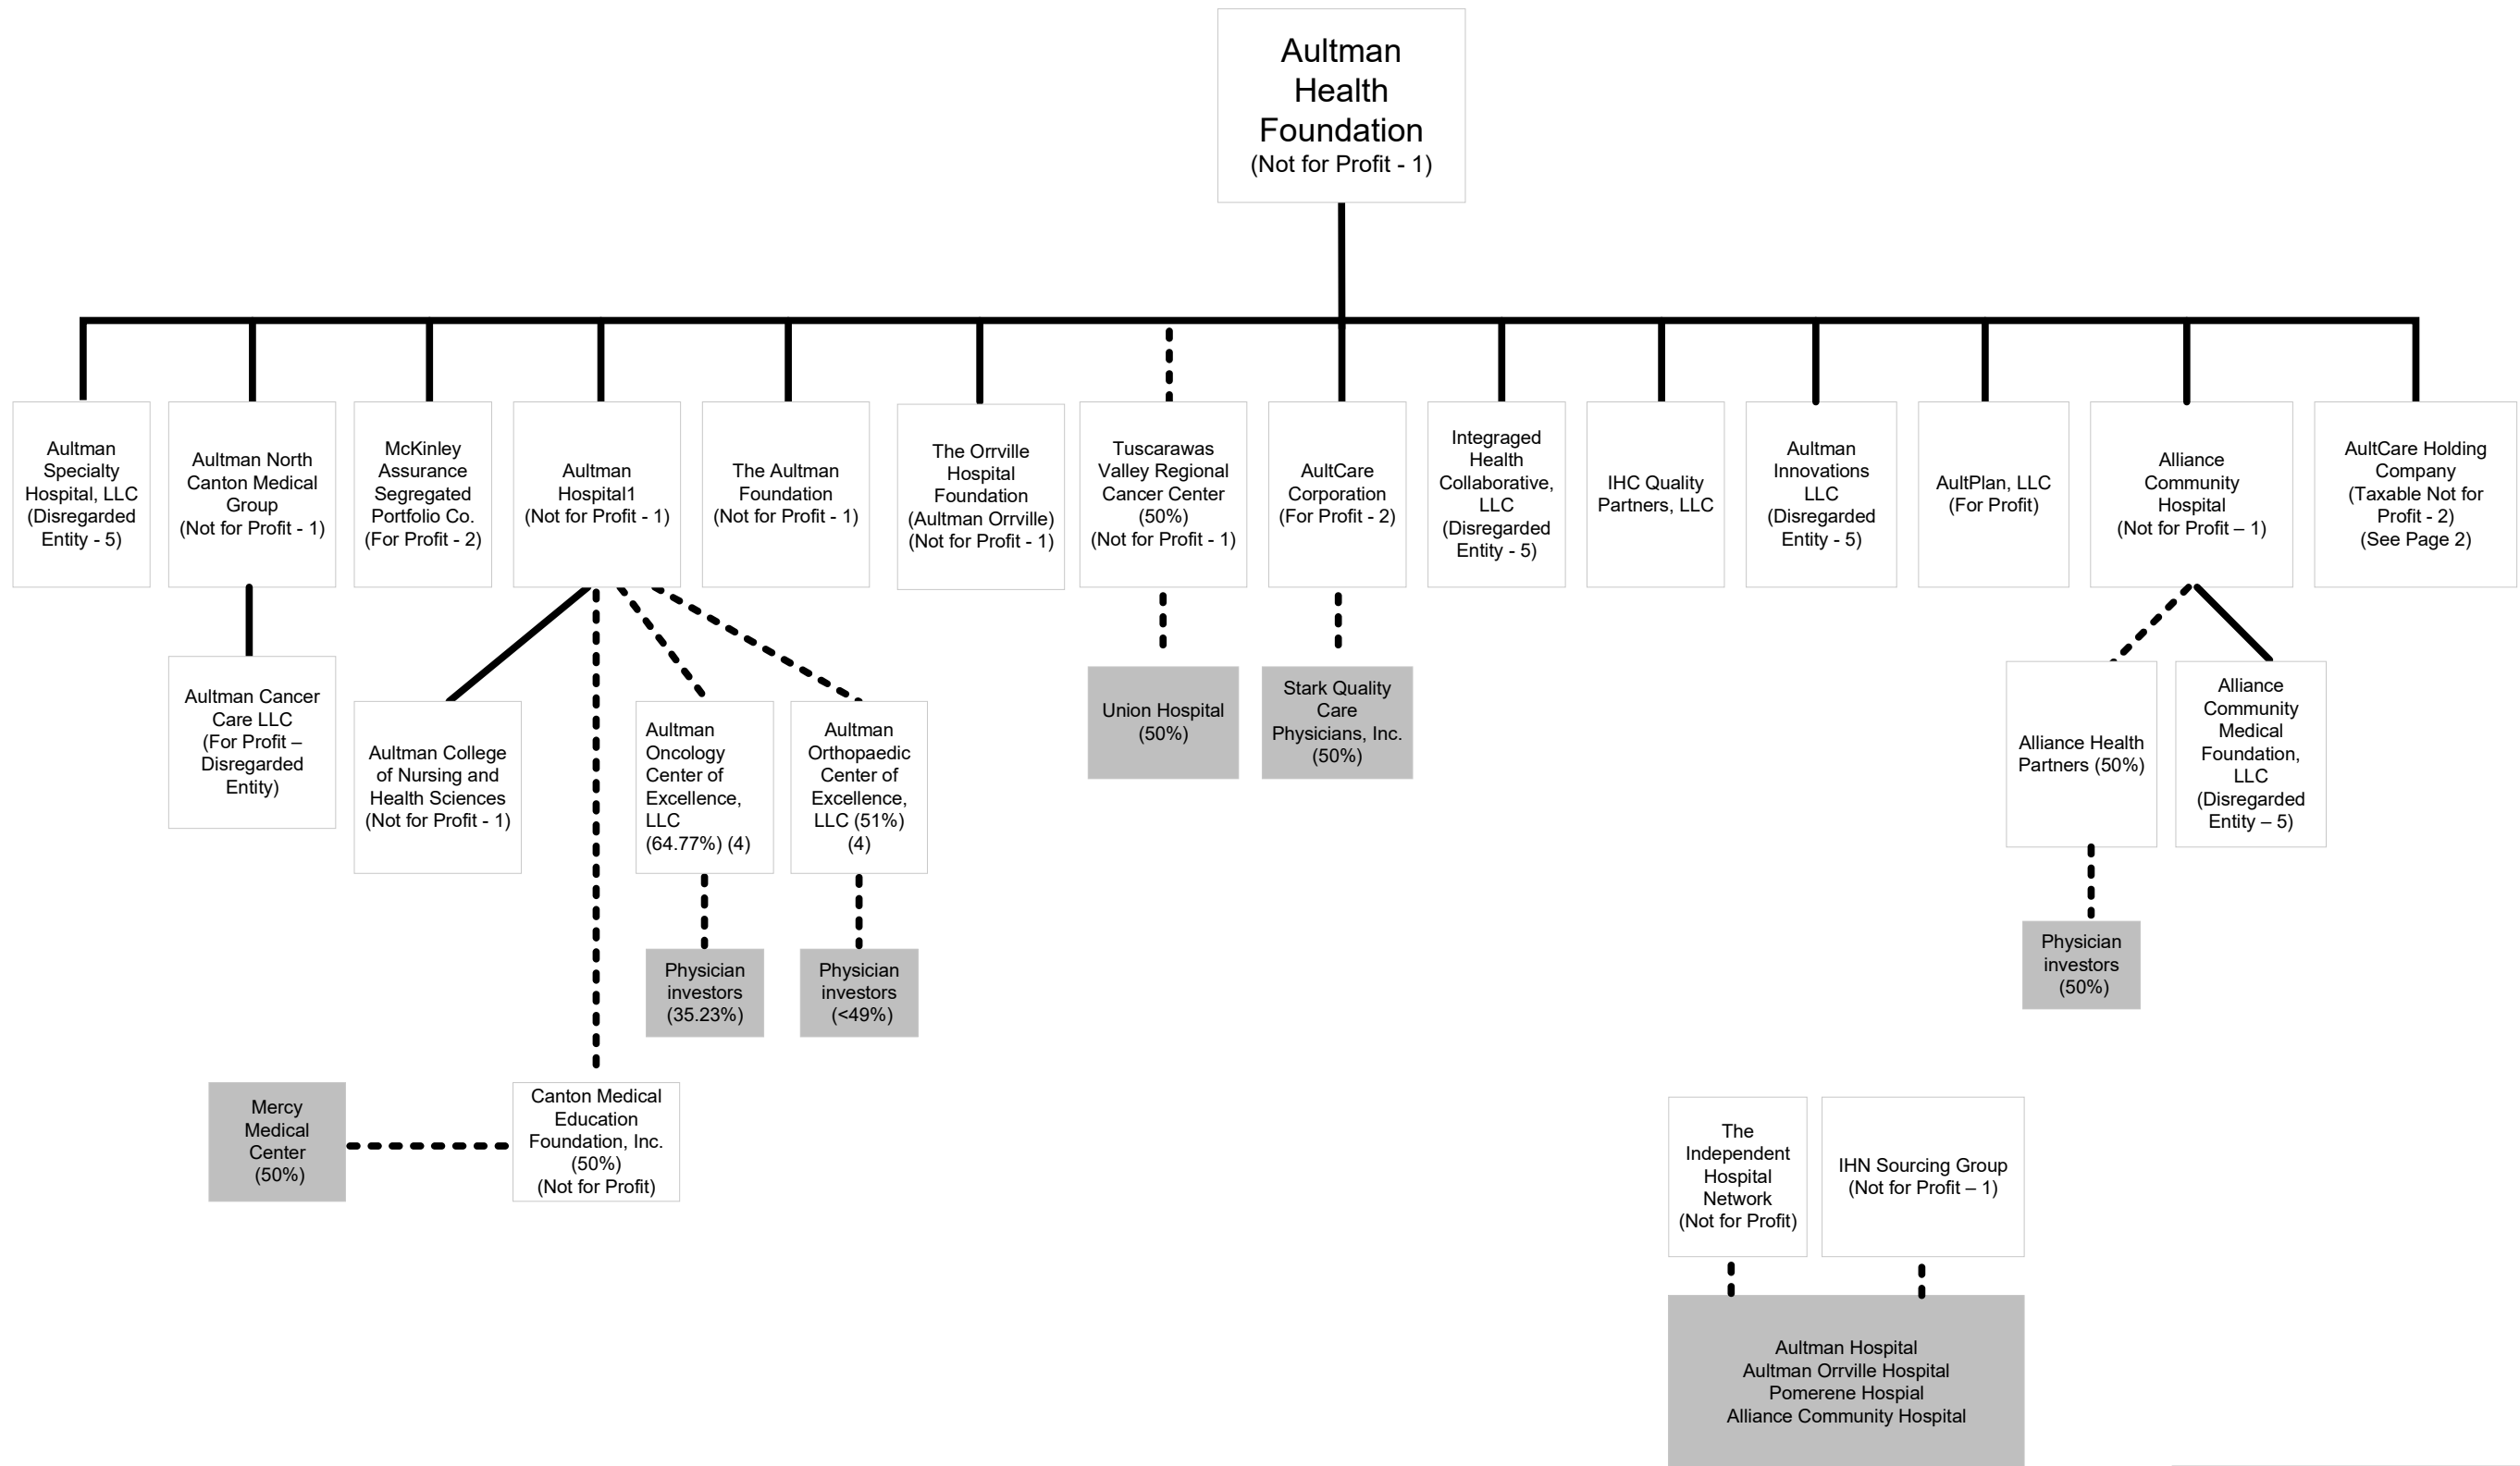 Aultman
Health
Foundation
(Not for Profit - 1)
Aultman
Specialty
Hospital, LLC
(Disregarded
Entity - 5)
Aultman North
Canton Medical
Group
(Not for Profit - 1)
McKinley
Assurance
Segregated
Portfolio Co.
(For Profit - 2)
Aultman
Hospital1
(Not for Profit - 1)
The Aultman
Foundation
(Not for Profit - 1)
The Orrville
Hospital
Foundation
(Aultman Orrville)
(Not for Profit - 1)
Tuscarawas
Valley Regional
Cancer Center
(50%)
(Not for Profit - 1)
AultCare
Corporation
(For Profit - 2)
Integraged
Health
Collaborative,
LLC
(Disregarded
Entity - 5)
IHC Quality
Partners, LLC
Aultman
Innovations
LLC
(Disregarded
Entity - 5)
AultPlan, LLC
(For Profit)
Alliance
Community
Hospital
(Not for Profit – 1)
AultCare Holding
Company
(Taxable Not for
Profit - 2)
(See Page 2)
Aultman Cancer
Care LLC
(For Profit –
Disregarded
Entity)
Aultman College
of Nursing and
Health Sciences
(Not for Profit - 1)
Aultman
Oncology
Center of
Excellence,
LLC
(64.77%) (4)
Aultman
Orthopaedic
Center of
Excellence,
LLC (51%)
(4)
Union Hospital
(50%)
Stark Quality
Care
Physicians, Inc.
(50%)
Alliance Health
Partners (50%)
Alliance
Community
Medical
Foundation,
LLC
(Disregarded
Entity – 5)
Physician
investors
(35.23%)
Physician
investors
(<49%)
Physician
investors
(50%)
Mercy
Medical
Center
(50%)
Canton Medical
Education
Foundation, Inc.
(50%)
(Not for Profit)
The
Independent
Hospital
Network
(Not for Profit)
IHN Sourcing Group
(Not for Profit – 1)
Aultman Hospital
Aultman Orrville Hospital
Pomerene Hospial
Alliance Community Hospital